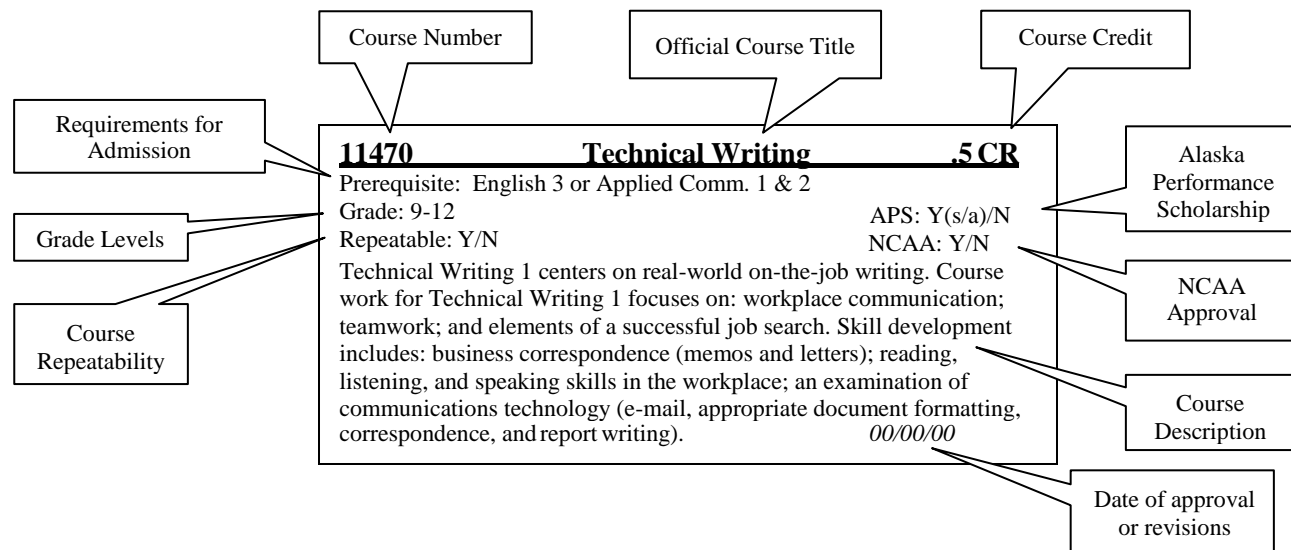 Course Number
Official Course Title
Course Credit
Requirements for
Admission
Grade Levels
Course
Repeatability
11470 Technical Writing .5 CR
Prerequisite: English 3 or Applied Comm. 1 & 2
Grade: 9-12
APS: Y(s/a)/N
Repeatable: Y/N
NCAA: Y/N
Technical Writing 1 centers on real-world on-the-job writing. Course
work for Technical Writing 1 focuses on: workplace communication;
teamwork; and elements of a successful job search. Skill development
includes: business correspondence (memos and letters); reading,
listening, and speaking skills in the workplace; an examination of
communications technology (e-mail, appropriate document formatting,
correspondence, and report writing). 00/00/00
Alaska
Performance
Scholarship
NCAA
Approval
Course
Description
Date of approval
or revisions